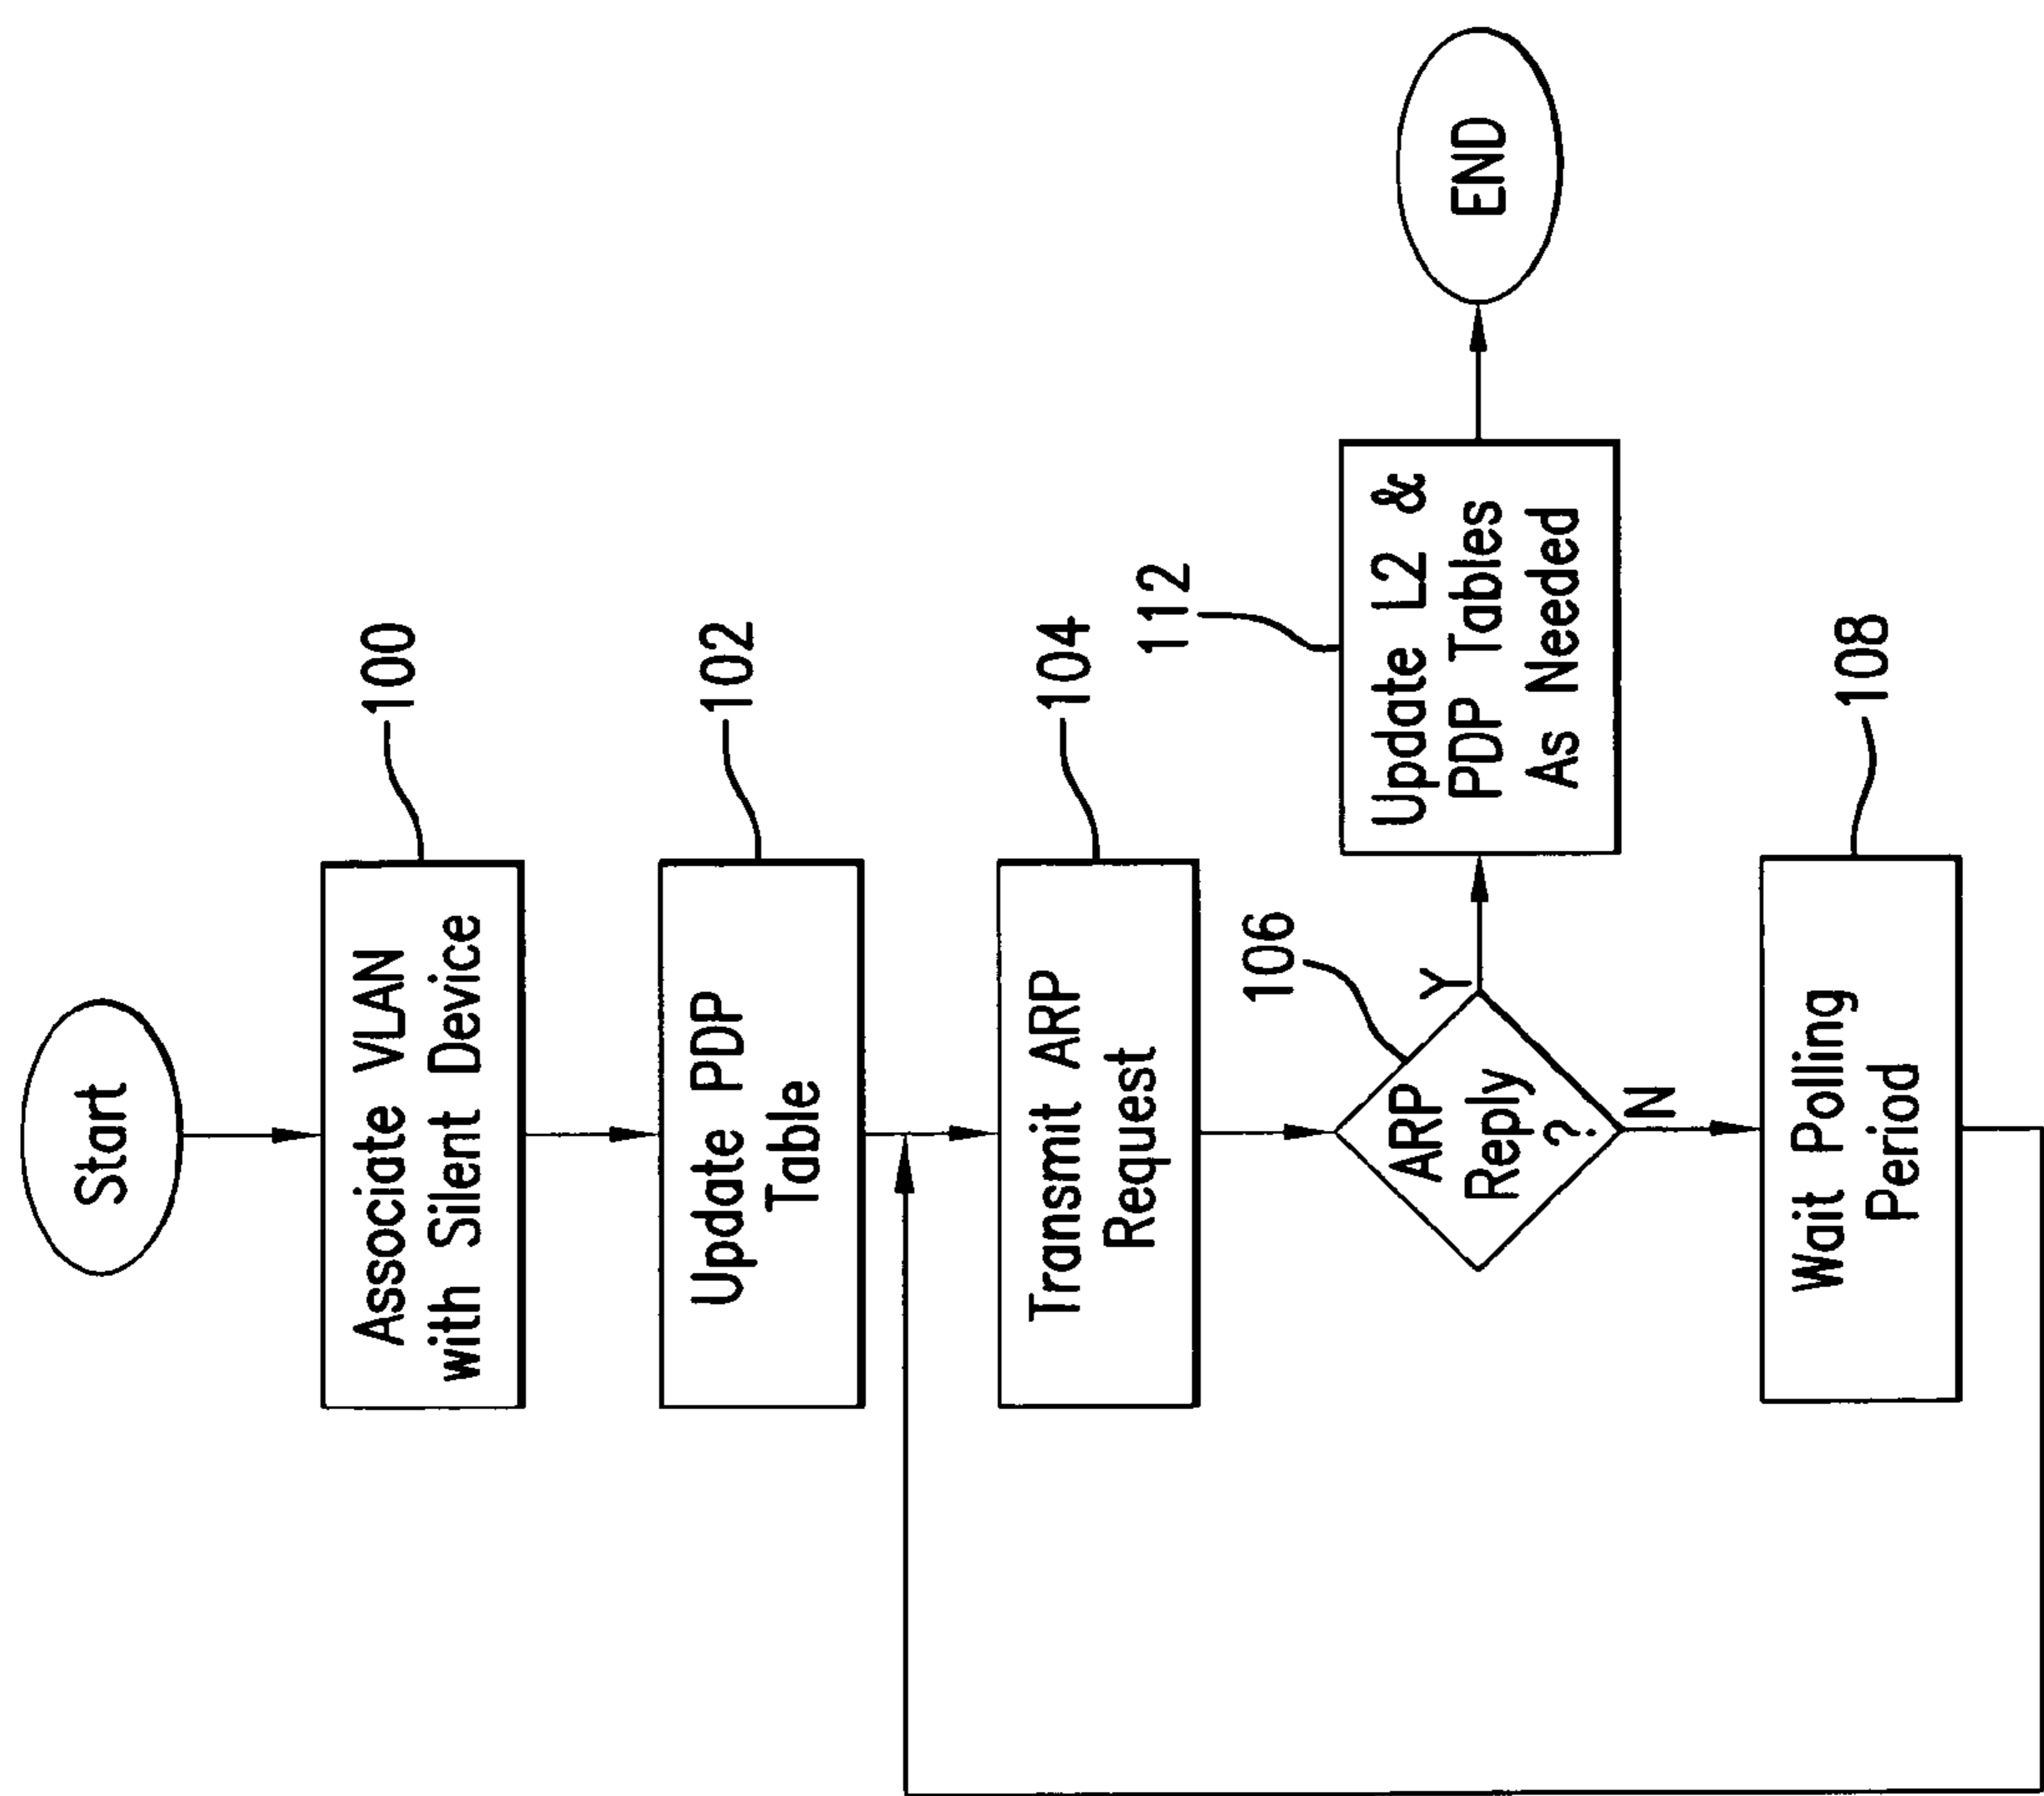 Start
100
Associate VLAN
with Silent Device
102
Update PDP
Table
104
Transmit ARP
Request
106
ARP
Reply
?
Y
N
112
Update L2 &
PDP Tables
As Needed
END
108
Wait Polling
Period